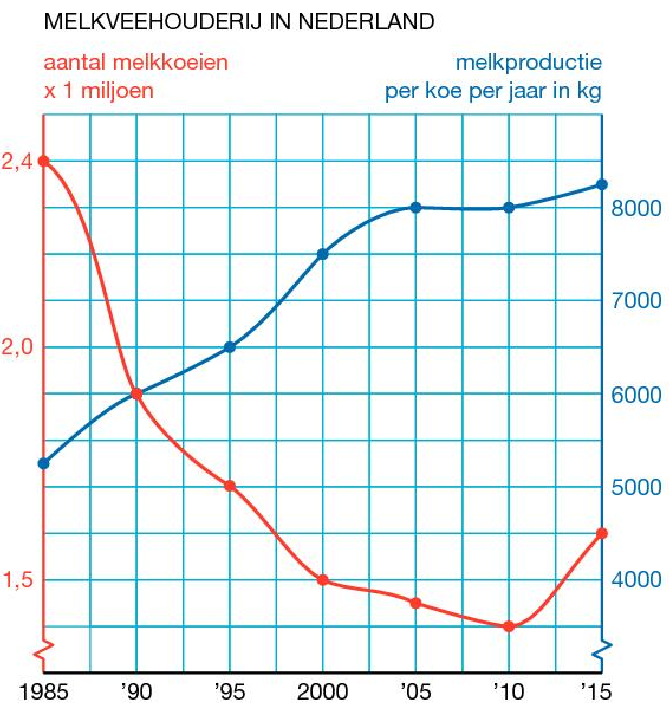 MELKVEEHOUDERIJ IN NEDERLAND
aantal melkkoeien
x 1 miljoen
melkproductie
per koe per jaar in kg
2,4
2,0
1,5
8000
7000
6000
5000
4000
1985 '90 '95 2000 '05 '10 '15